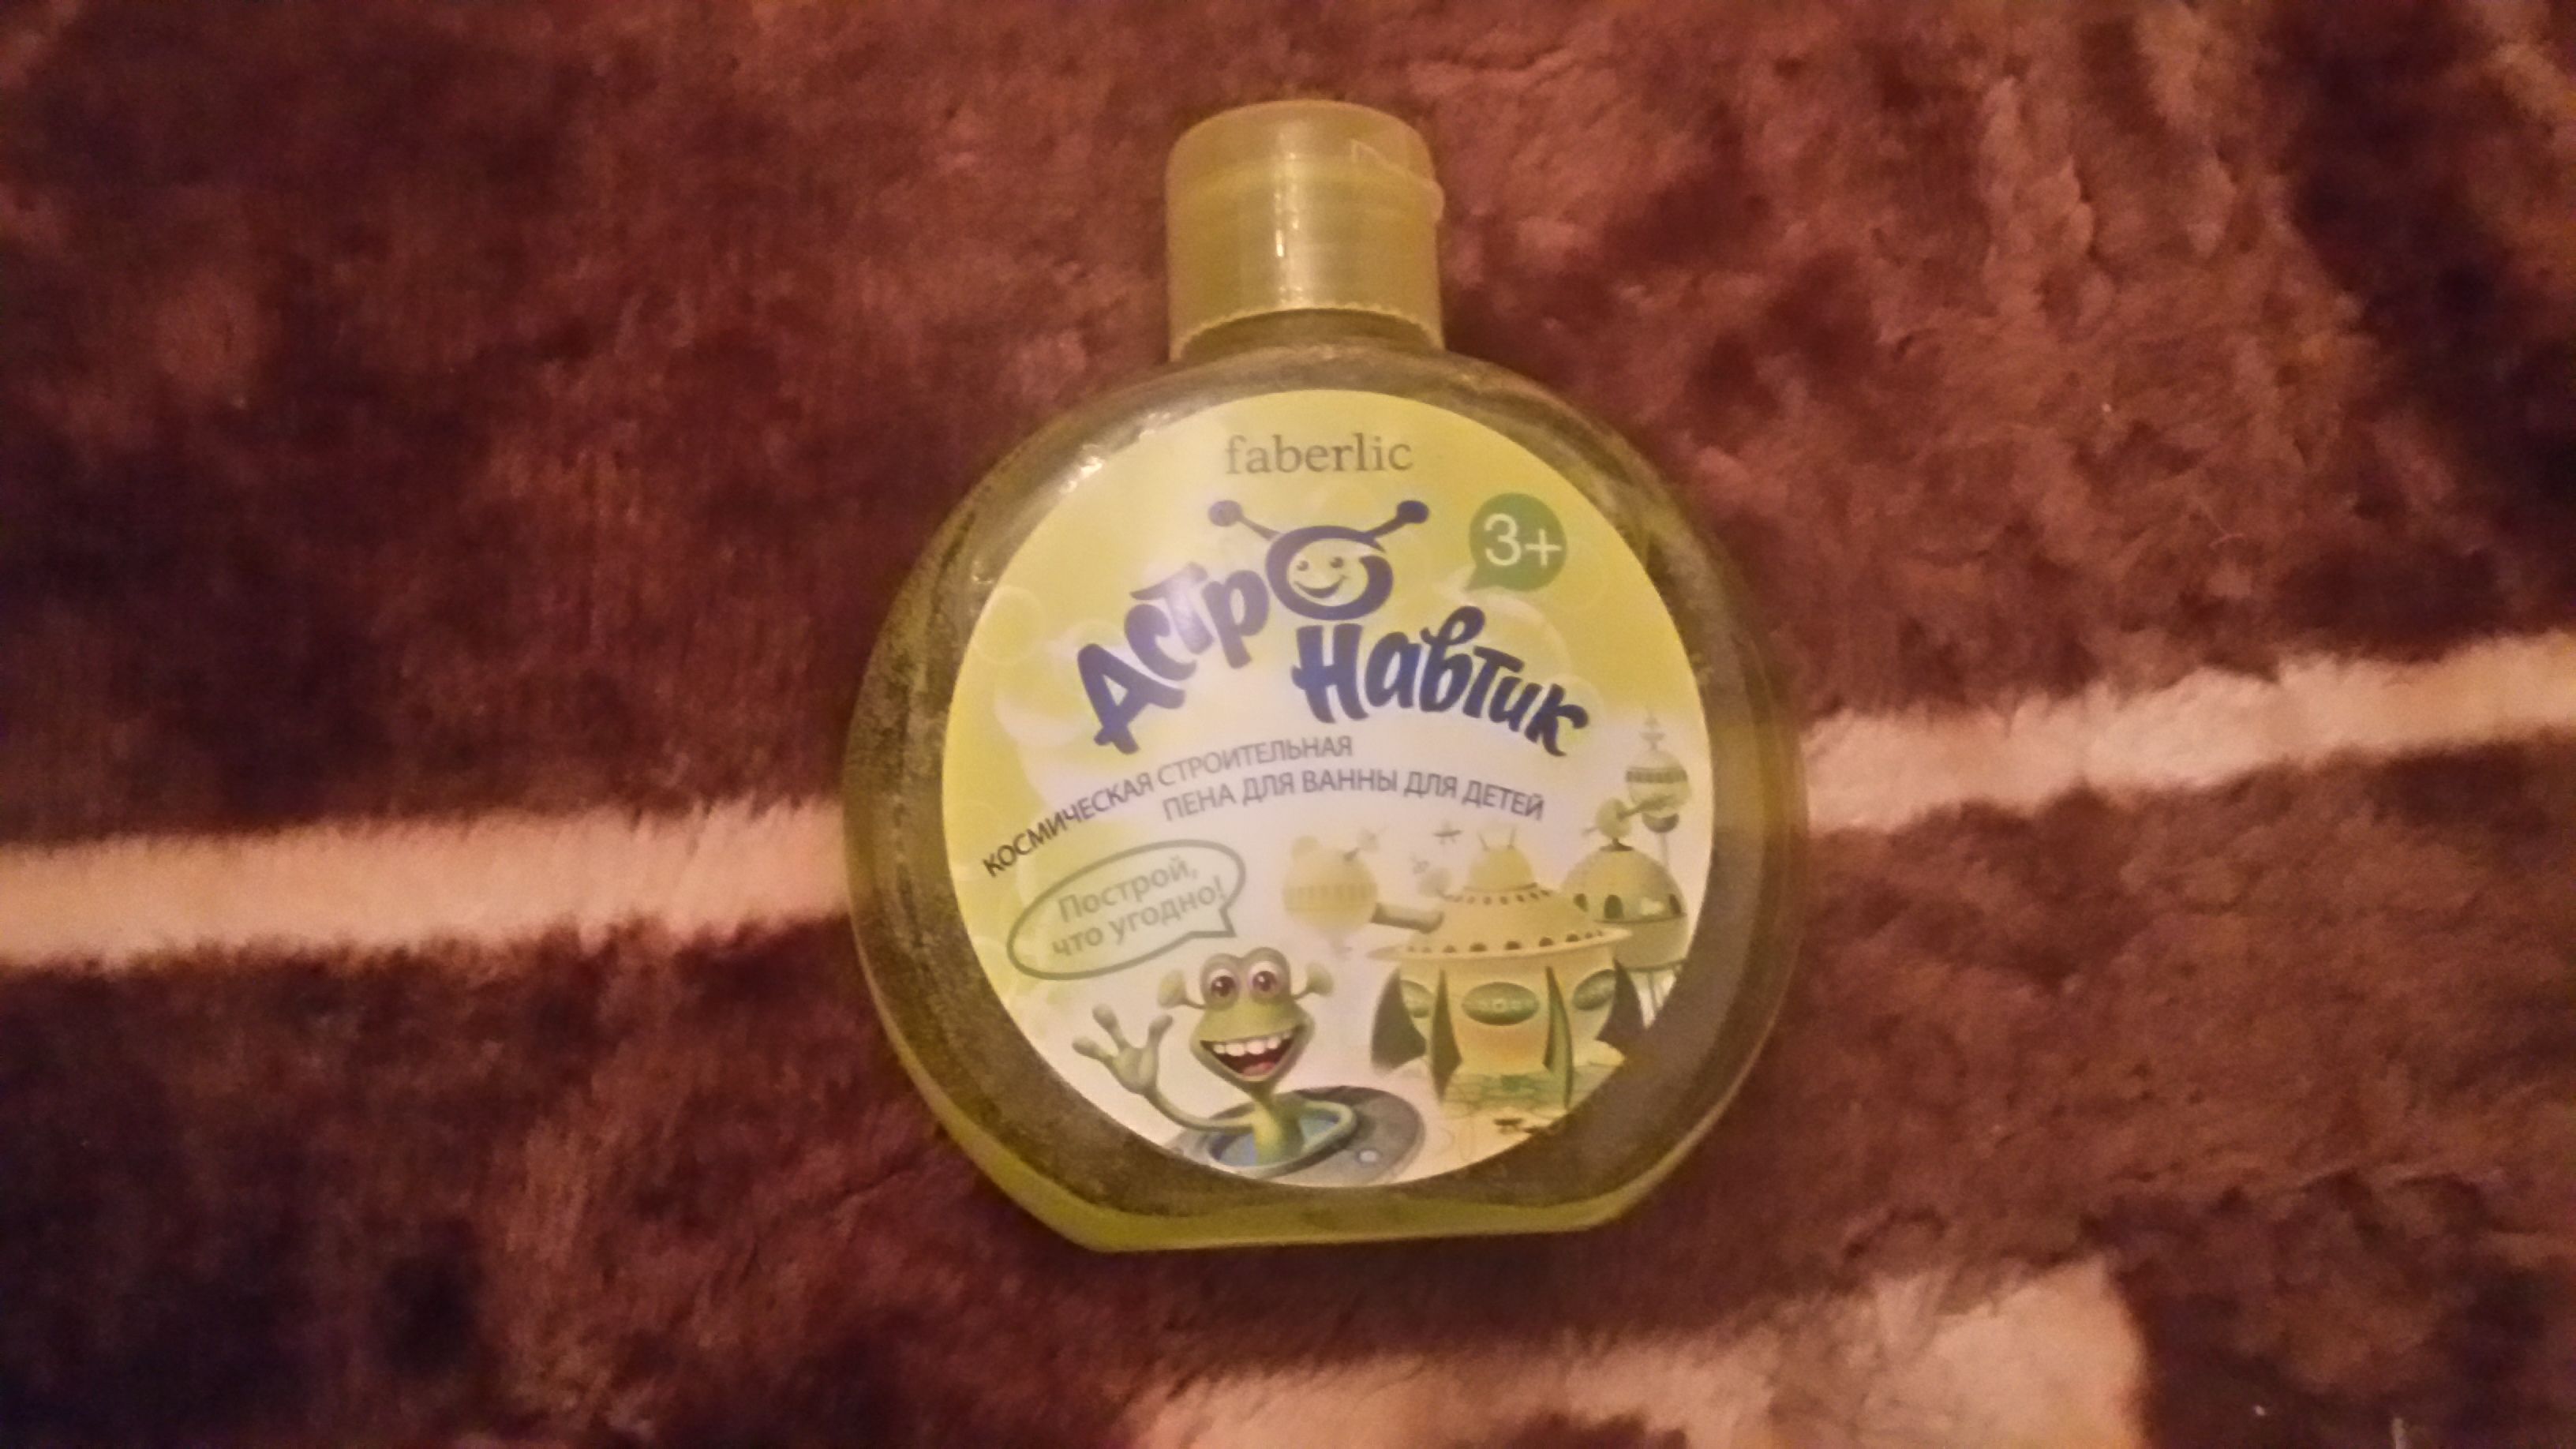 faberlic
3+
АстрО
Навтик
КОСМИЧЕСКАЯ СТРОИТЕЛЬНАЯ
ПЕНА ДЛЯ ВАННЫ ДЛЯ ДЕТЕЙ
Построй,
что угодно!